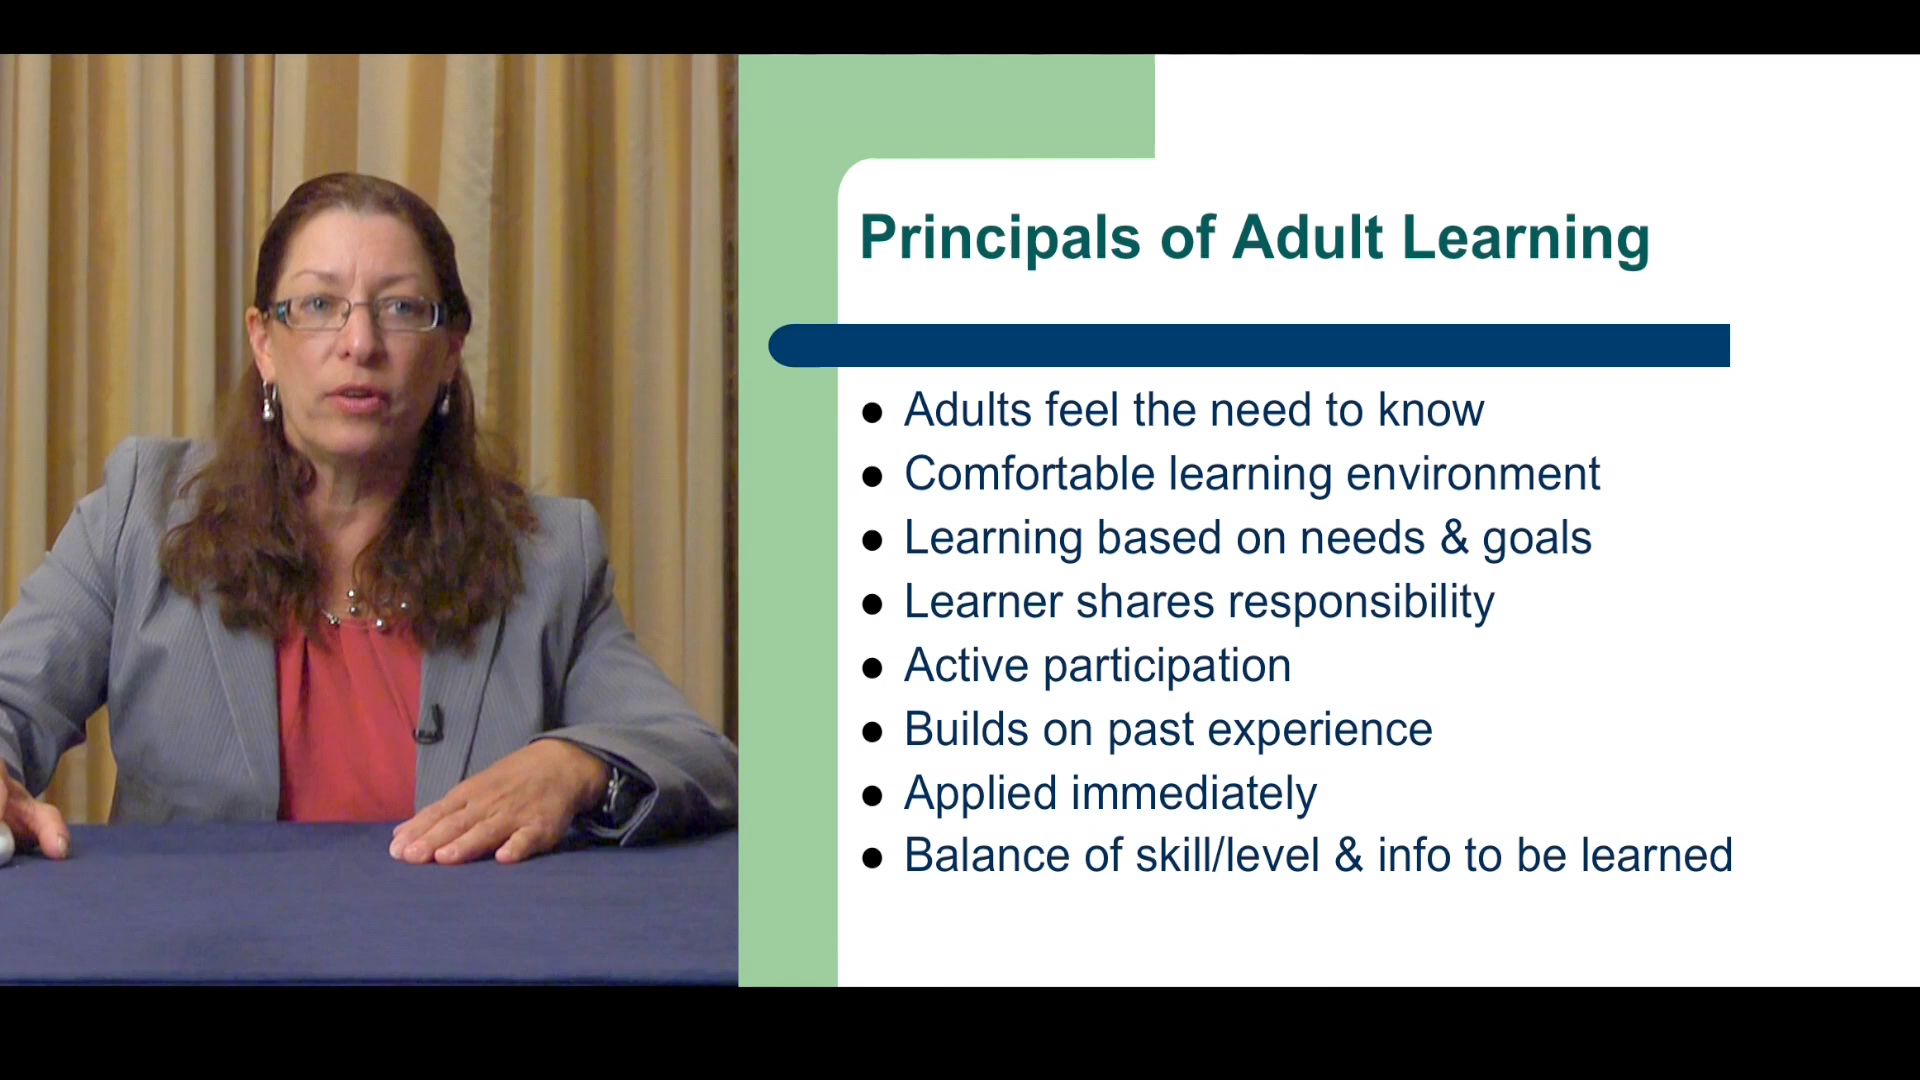 Principals of Adult Learning
● Adults feel the need to know
● Comfortable learning environment
● Learning based on needs & goals
● Learner shares responsibility
● Active participation
● Builds on past experience
● Applied immediately
● Balance of skill/level & info to be learned